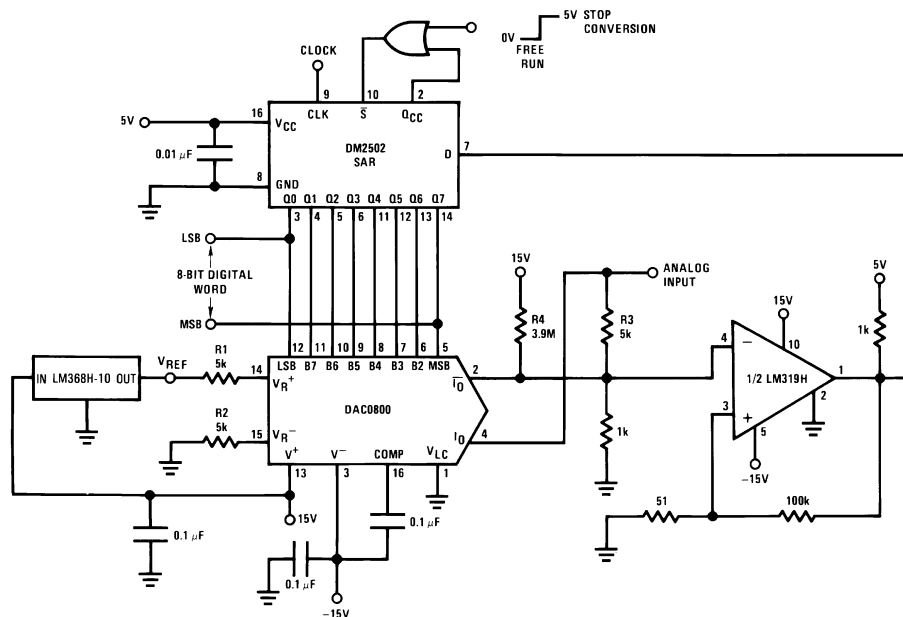 5V STOP
CONVERSION
0V
FREE
RUN
CLOCK
9
10
2
CLK
S̅
QCC
5V
16
VCC
0.01 µF
DM2502
SAR
D
7
8
GND
Q0 Q1 Q2 Q3 Q4 Q5 Q6 Q7
3 4 5 6 11 12 13 14
LSB
8-BIT DIGITAL
WORD
MSB
15V
R4
3.9M
ANALOG
INPUT
R3
5k
5V
1k
15V
10
4
−
1/2 LM319H
1
2
3
+
5
−15V
12 11 10 9 8 7 6 5
LSB B7 B6 B5 B4 B3 B2 MSB
IN LM368H-10 OUT
VREF
R1
5k
14
VR+
I̅O̅
2
DAC0800
1k
R2
5k
15
VR−
IO
4
V+
V−
COMP
VLC
13
3
16
1
51
100k
0.1 µF
15V
0.1 µF
0.1 µF
−15V